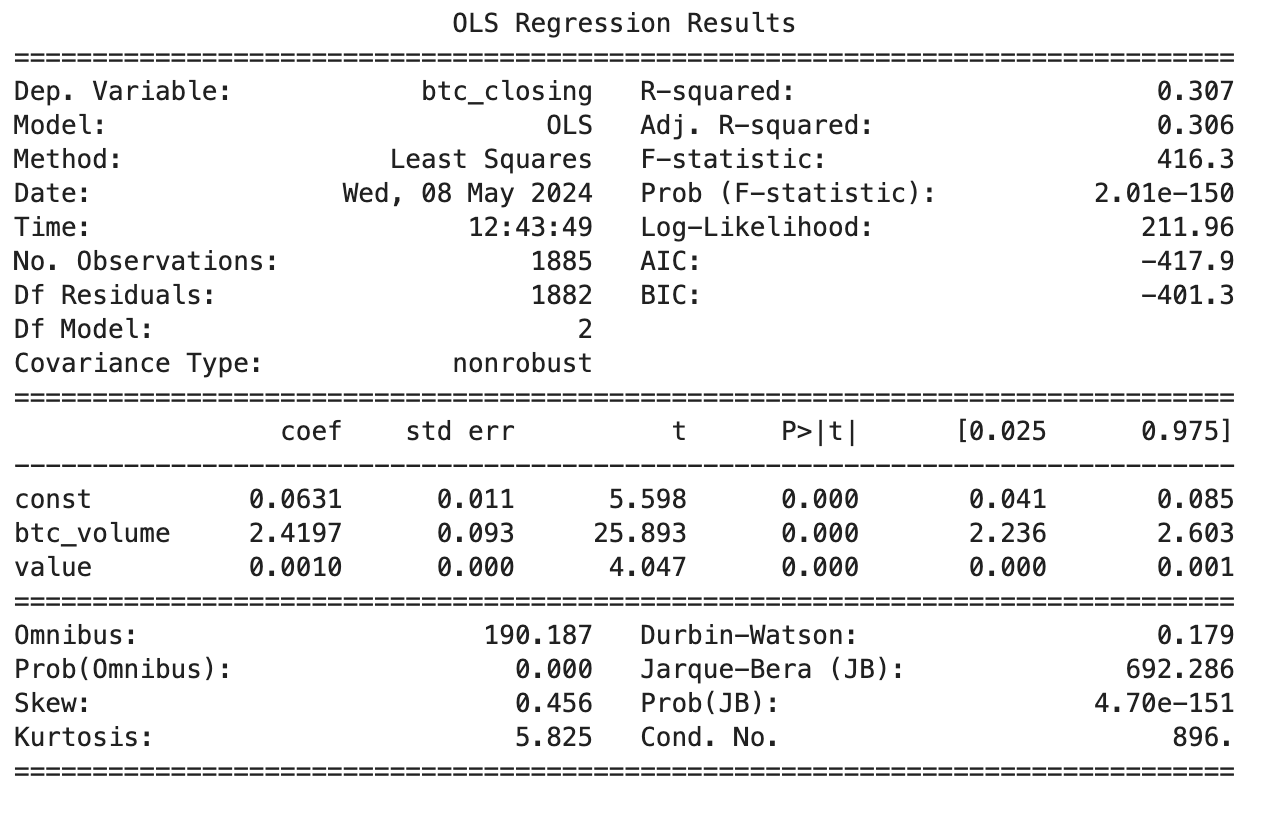 OLS Regression Results
==============================================================================
Dep. Variable:            btc_closing   R-squared:                       0.307
Model:                            OLS   Adj. R-squared:                  0.306
Method:                 Least Squares   F-statistic:                     416.3
Date:                Wed, 08 May 2024   Prob (F-statistic):          2.01e-150
Time:                        12:43:49   Log-Likelihood:                 211.96
No. Observations:                1885   AIC:                            -417.9
Df Residuals:                    1882   BIC:                            -401.3
Df Model:                           2
Covariance Type:            nonrobust
==============================================================================
                 coef    std err          t      P>|t|      [0.025      0.975]
------------------------------------------------------------------------------
const          0.0631      0.011      5.598      0.000       0.041       0.085
btc_volume     2.4197      0.093     25.893      0.000       2.236       2.603
value          0.0010      0.000      4.047      0.000       0.000       0.001
==============================================================================
Omnibus:                      190.187   Durbin-Watson:                   0.179
Prob(Omnibus):                  0.000   Jarque-Bera (JB):              692.286
Skew:                           0.456   Prob(JB):                    4.70e-151
Kurtosis:                       5.825   Cond. No.                         896.
==============================================================================